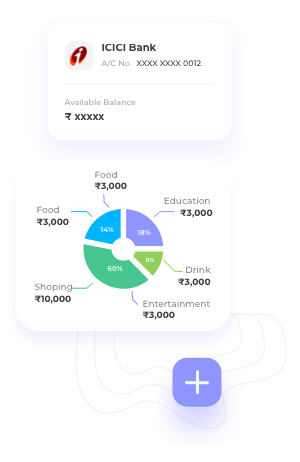 ICICI Bank
A/C No. XXXX XXXX 0012
Available Balance
₹ xxxxx
Food
₹3,000
Education
₹3,000
Food
₹3,000
14%
18%
8%
60%
Drink
₹3,000
Shoping
₹10,000
Entertainment
₹3,000